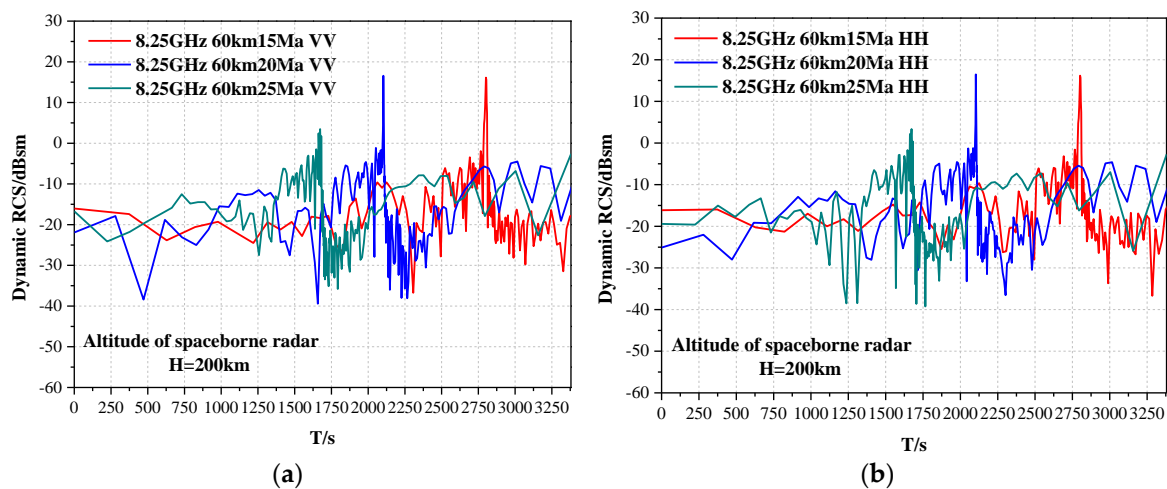 30
20
10
0
-10
-20
-30
-40
-50
-60
Dynamic RCS/dBsm
8.25GHz 60km15Ma VV
8.25GHz 60km20Ma VV
8.25GHz 60km25Ma VV
Altitude of spaceborne radar
H=200km
0 250 500 750 1000 1250 1500 1750 2000 2250 2500 2750 3000 3250
T/s
(a)
30
20
10
0
-10
-20
-30
-40
-50
-60
Dynamic RCS/dBsm
8.25GHz 60km15Ma HH
8.25GHz 60km20Ma HH
8.25GHz 60km25Ma HH
Altitude of spaceborne radar
H=200km
0 250 500 750 1000 1250 1500 1750 2000 2250 2500 2750 3000 3250
T/s
(b)